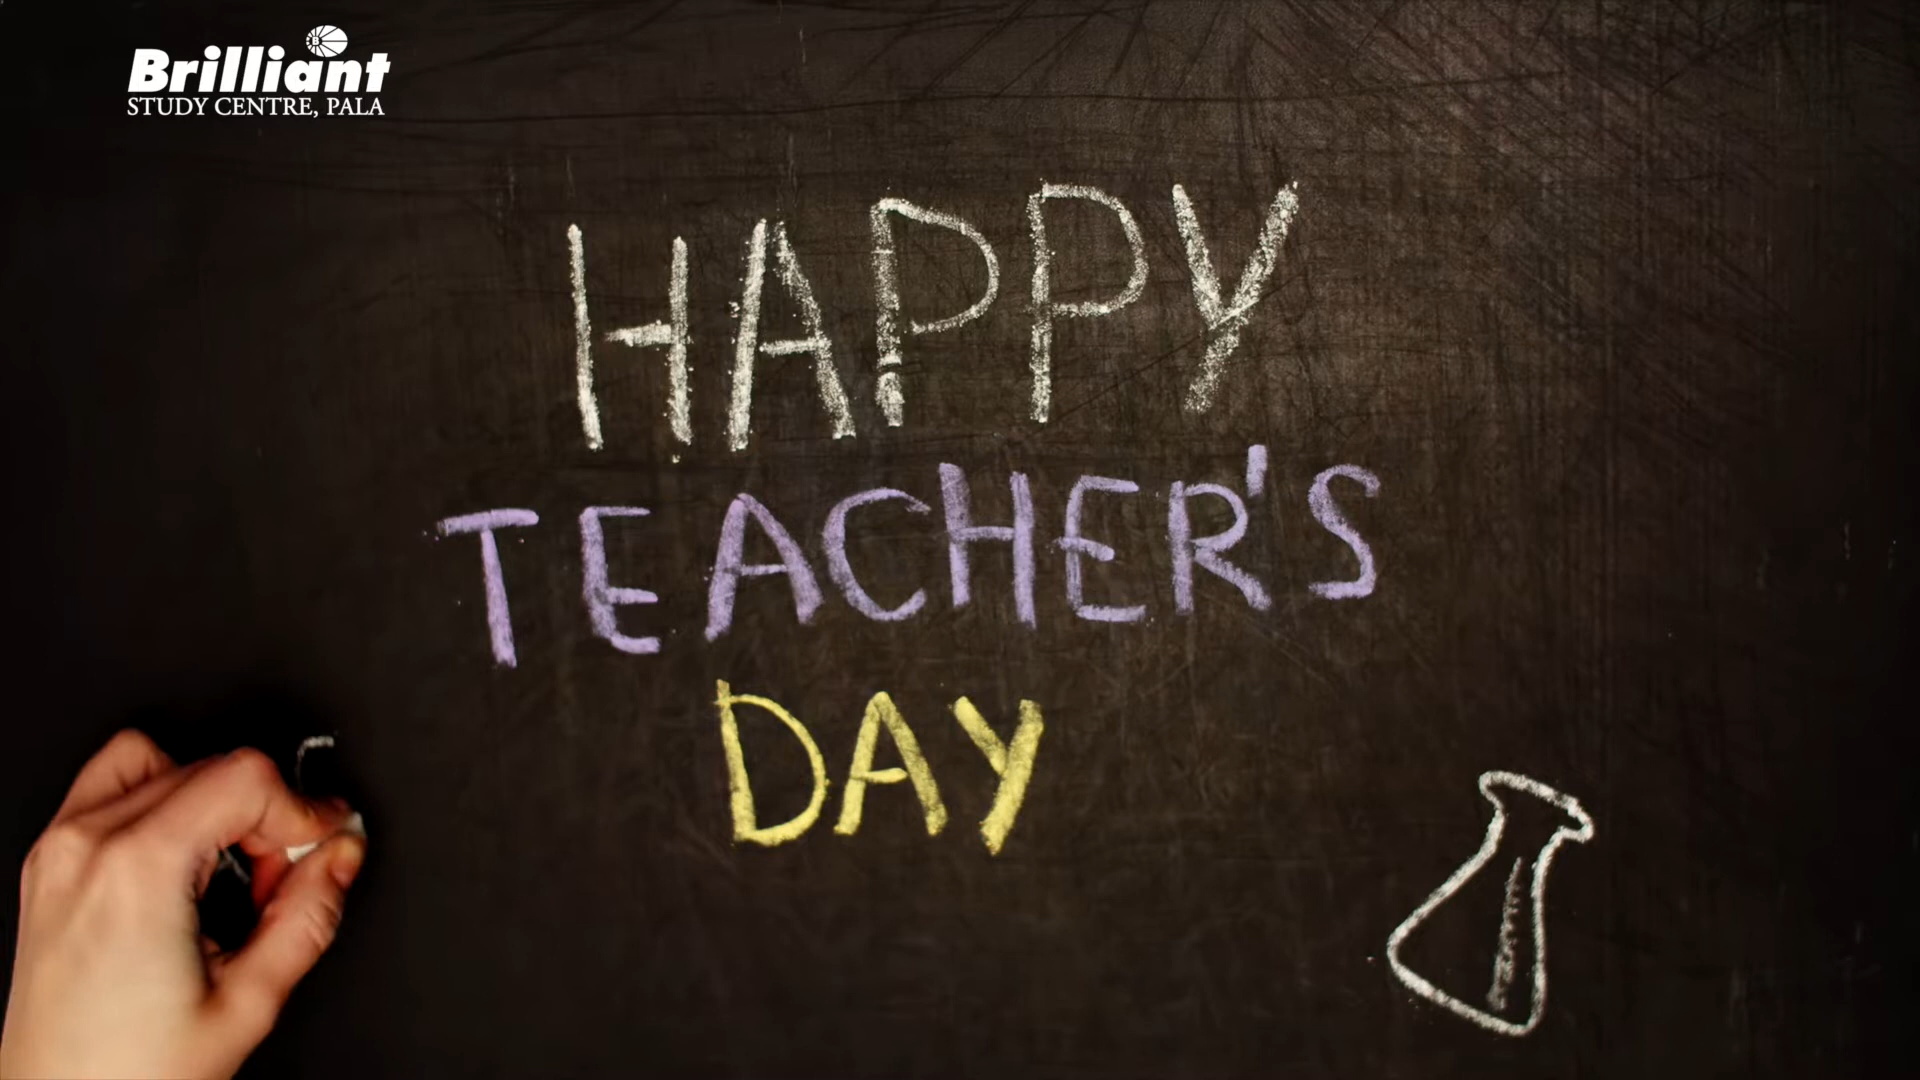 Brilliant
STUDY CENTRE, PALA
HAPPY
TEACHER'S
DAY